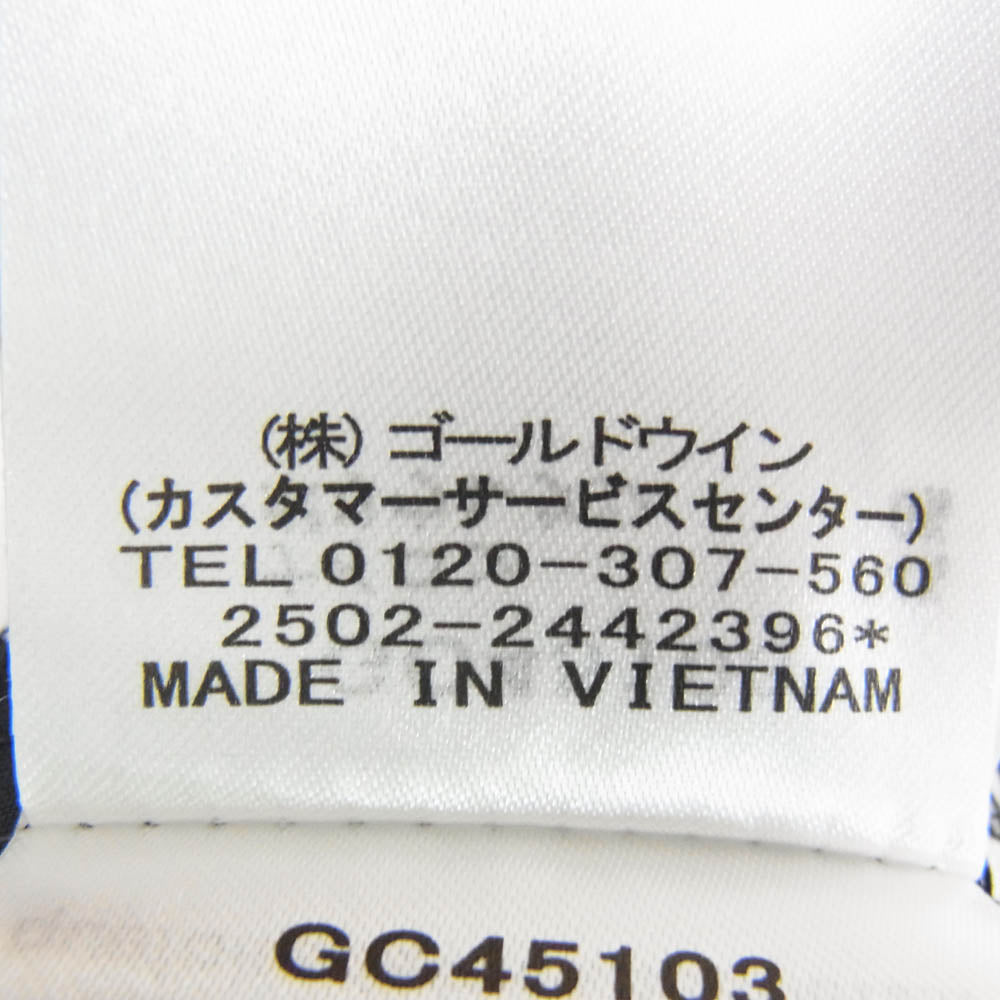 (株)ゴールドウイン
(カスタマーサービスセンター)
TEL 0120-307-560
2502-2442396*
MADE IN VIETNAM
GC45103